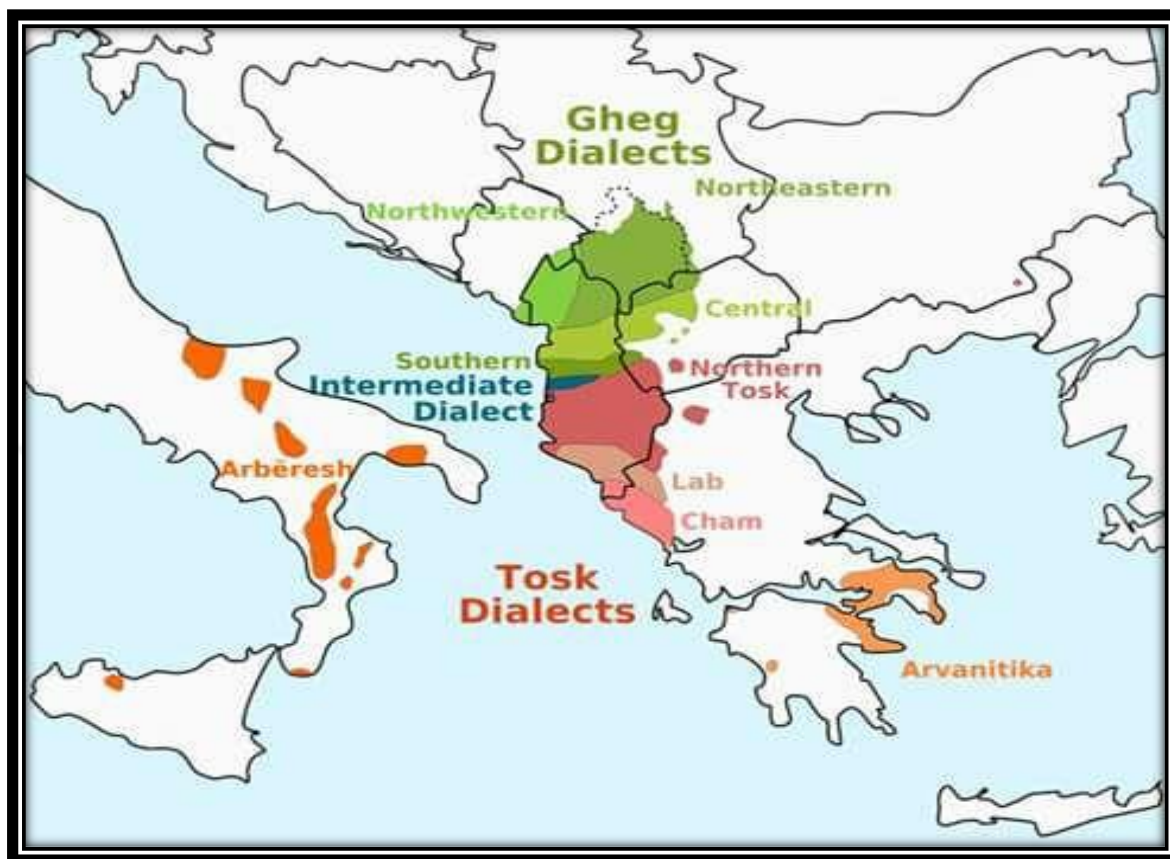 Gheg
Dialects
Northeastern
Northwestern
Central
Southern
Intermediate
Dialect
Northern
Tosk
Arbëresh
Lab
Cham
Tosk
Dialects
Arvanitika